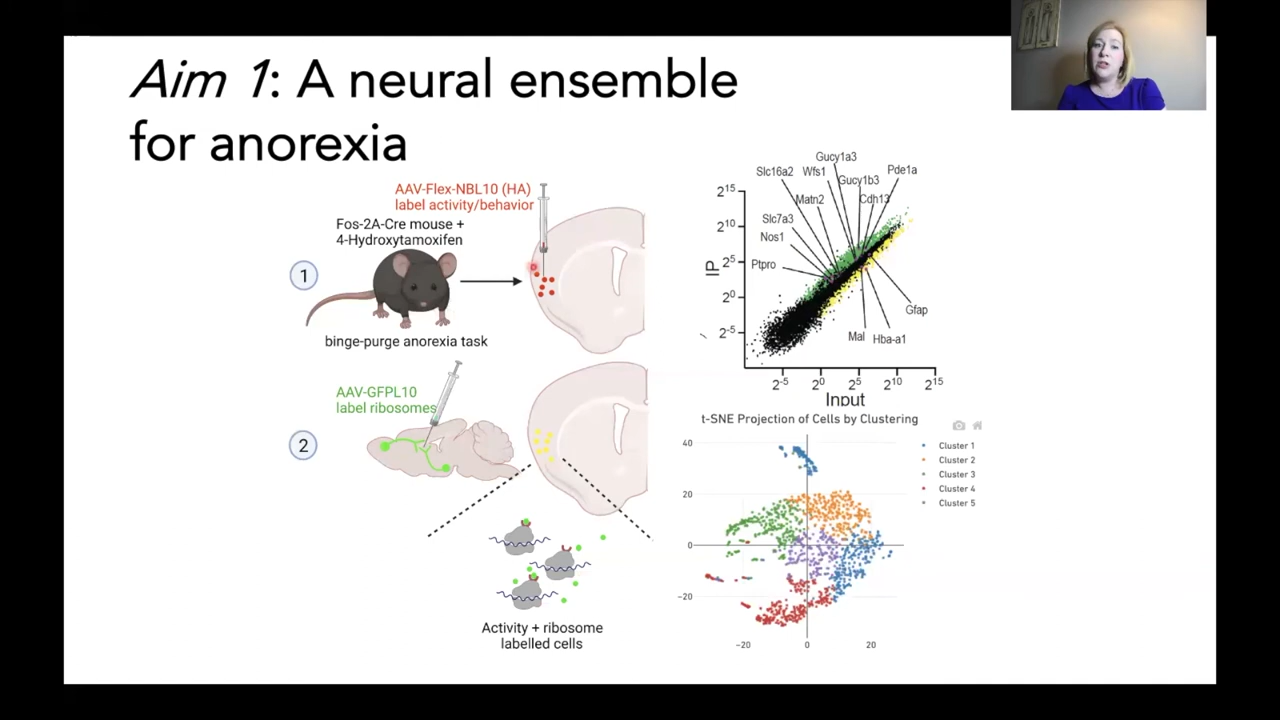 Aim 1: A neural ensemble
for anorexia
AAV-Flex-NBL10 (HA)
label activity/behavior
Fos-2A-Cre mouse +
4-Hydroxytamoxifen
1
binge-purge anorexia task
AAV-GFPL10
label ribosomes
2
Activity + ribosome
labelled cells
Gucy1a3
Slc16a2 Wfs1 Pde1a
Gucy1b3
Matn2 Cdh13
Slc7a3
Nos1
Ptpro
Gfap
Mal Hba-a1
IP
2^15
2^10
2^5
2^0
2^-5
2^-5 2^0 2^5 2^10 2^15
Input
t-SNE Projection of Cells by Clustering
40
20
0
−20
−20 0 20
Cluster 1
Cluster 2
Cluster 3
Cluster 4
Cluster 5